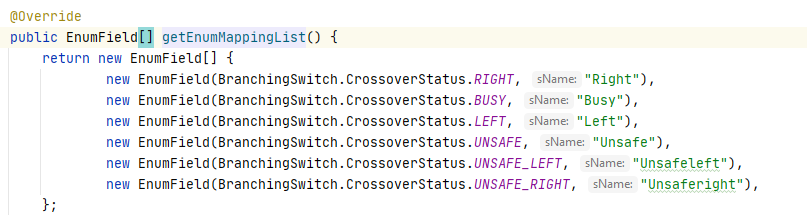 @Override
public EnumField[] getEnumMappingList() {
return new EnumField[] {
new EnumField(BranchingSwitch.CrossoverStatus.RIGHT, sName: "Right"),
new EnumField(BranchingSwitch.CrossoverStatus.BUSY, sName: "Busy"),
new EnumField(BranchingSwitch.CrossoverStatus.LEFT, sName: "Left"),
new EnumField(BranchingSwitch.CrossoverStatus.UNSAFE, sName: "Unsafe"),
new EnumField(BranchingSwitch.CrossoverStatus.UNSAFE_LEFT, sName: "Unsafeleft"),
new EnumField(BranchingSwitch.CrossoverStatus.UNSAFE_RIGHT, sName: "Unsaferight"),
};